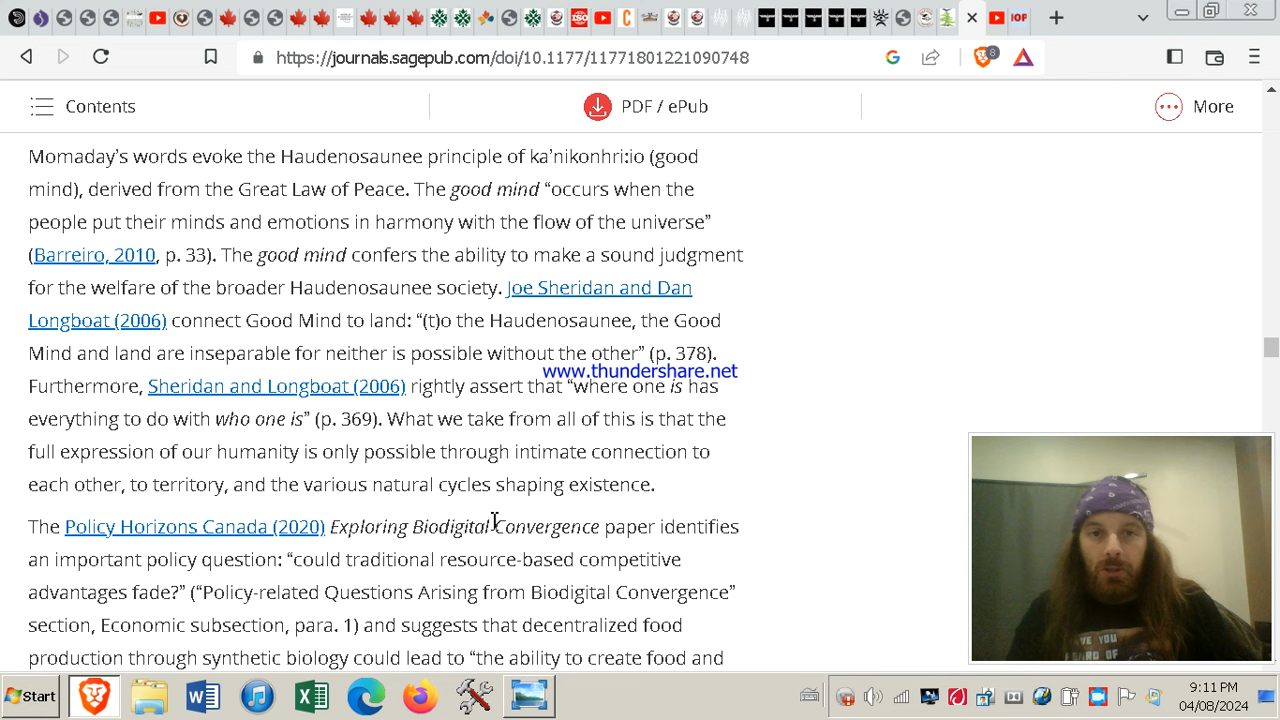 ISO
IOP
https://journals.sagepub.com/doi/10.1177/11771801221090748
8
Contents
PDF / ePub
More
Momaday's words evoke the Haudenosaunee principle of ka'nikonhri:io (good
mind), derived from the Great Law of Peace. The good mind “occurs when the
people put their minds and emotions in harmony with the flow of the universe”
(Barreiro, 2010, p. 33). The good mind confers the ability to make a sound judgment
for the welfare of the broader Haudenosaunee society. Joe Sheridan and Dan
Longboat (2006) connect Good Mind to land: “(t)o the Haudenosaunee, the Good
Mind and land are inseparable for neither is possible without the other” (p. 378).
www.thundershare.net
Furthermore, Sheridan and Longboat (2006) rightly assert that “where one is has
everything to do with who one is” (p. 369). What we take from all of this is that the
full expression of our humanity is only possible through intimate connection to
each other, to territory, and the various natural cycles shaping existence.
The Policy Horizons Canada (2020) Exploring Biodigital Convergence paper identifies
an important policy question: “could traditional resource-based competitive
advantages fade?” (“Policy-related Questions Arising from Biodigital Convergence”
section, Economic subsection, para. 1) and suggests that decentralized food
production through synthetic biology could lead to “the ability to create food and
HAVE YOU
HEARD OF
Start
9:11 PM
04/08/2024